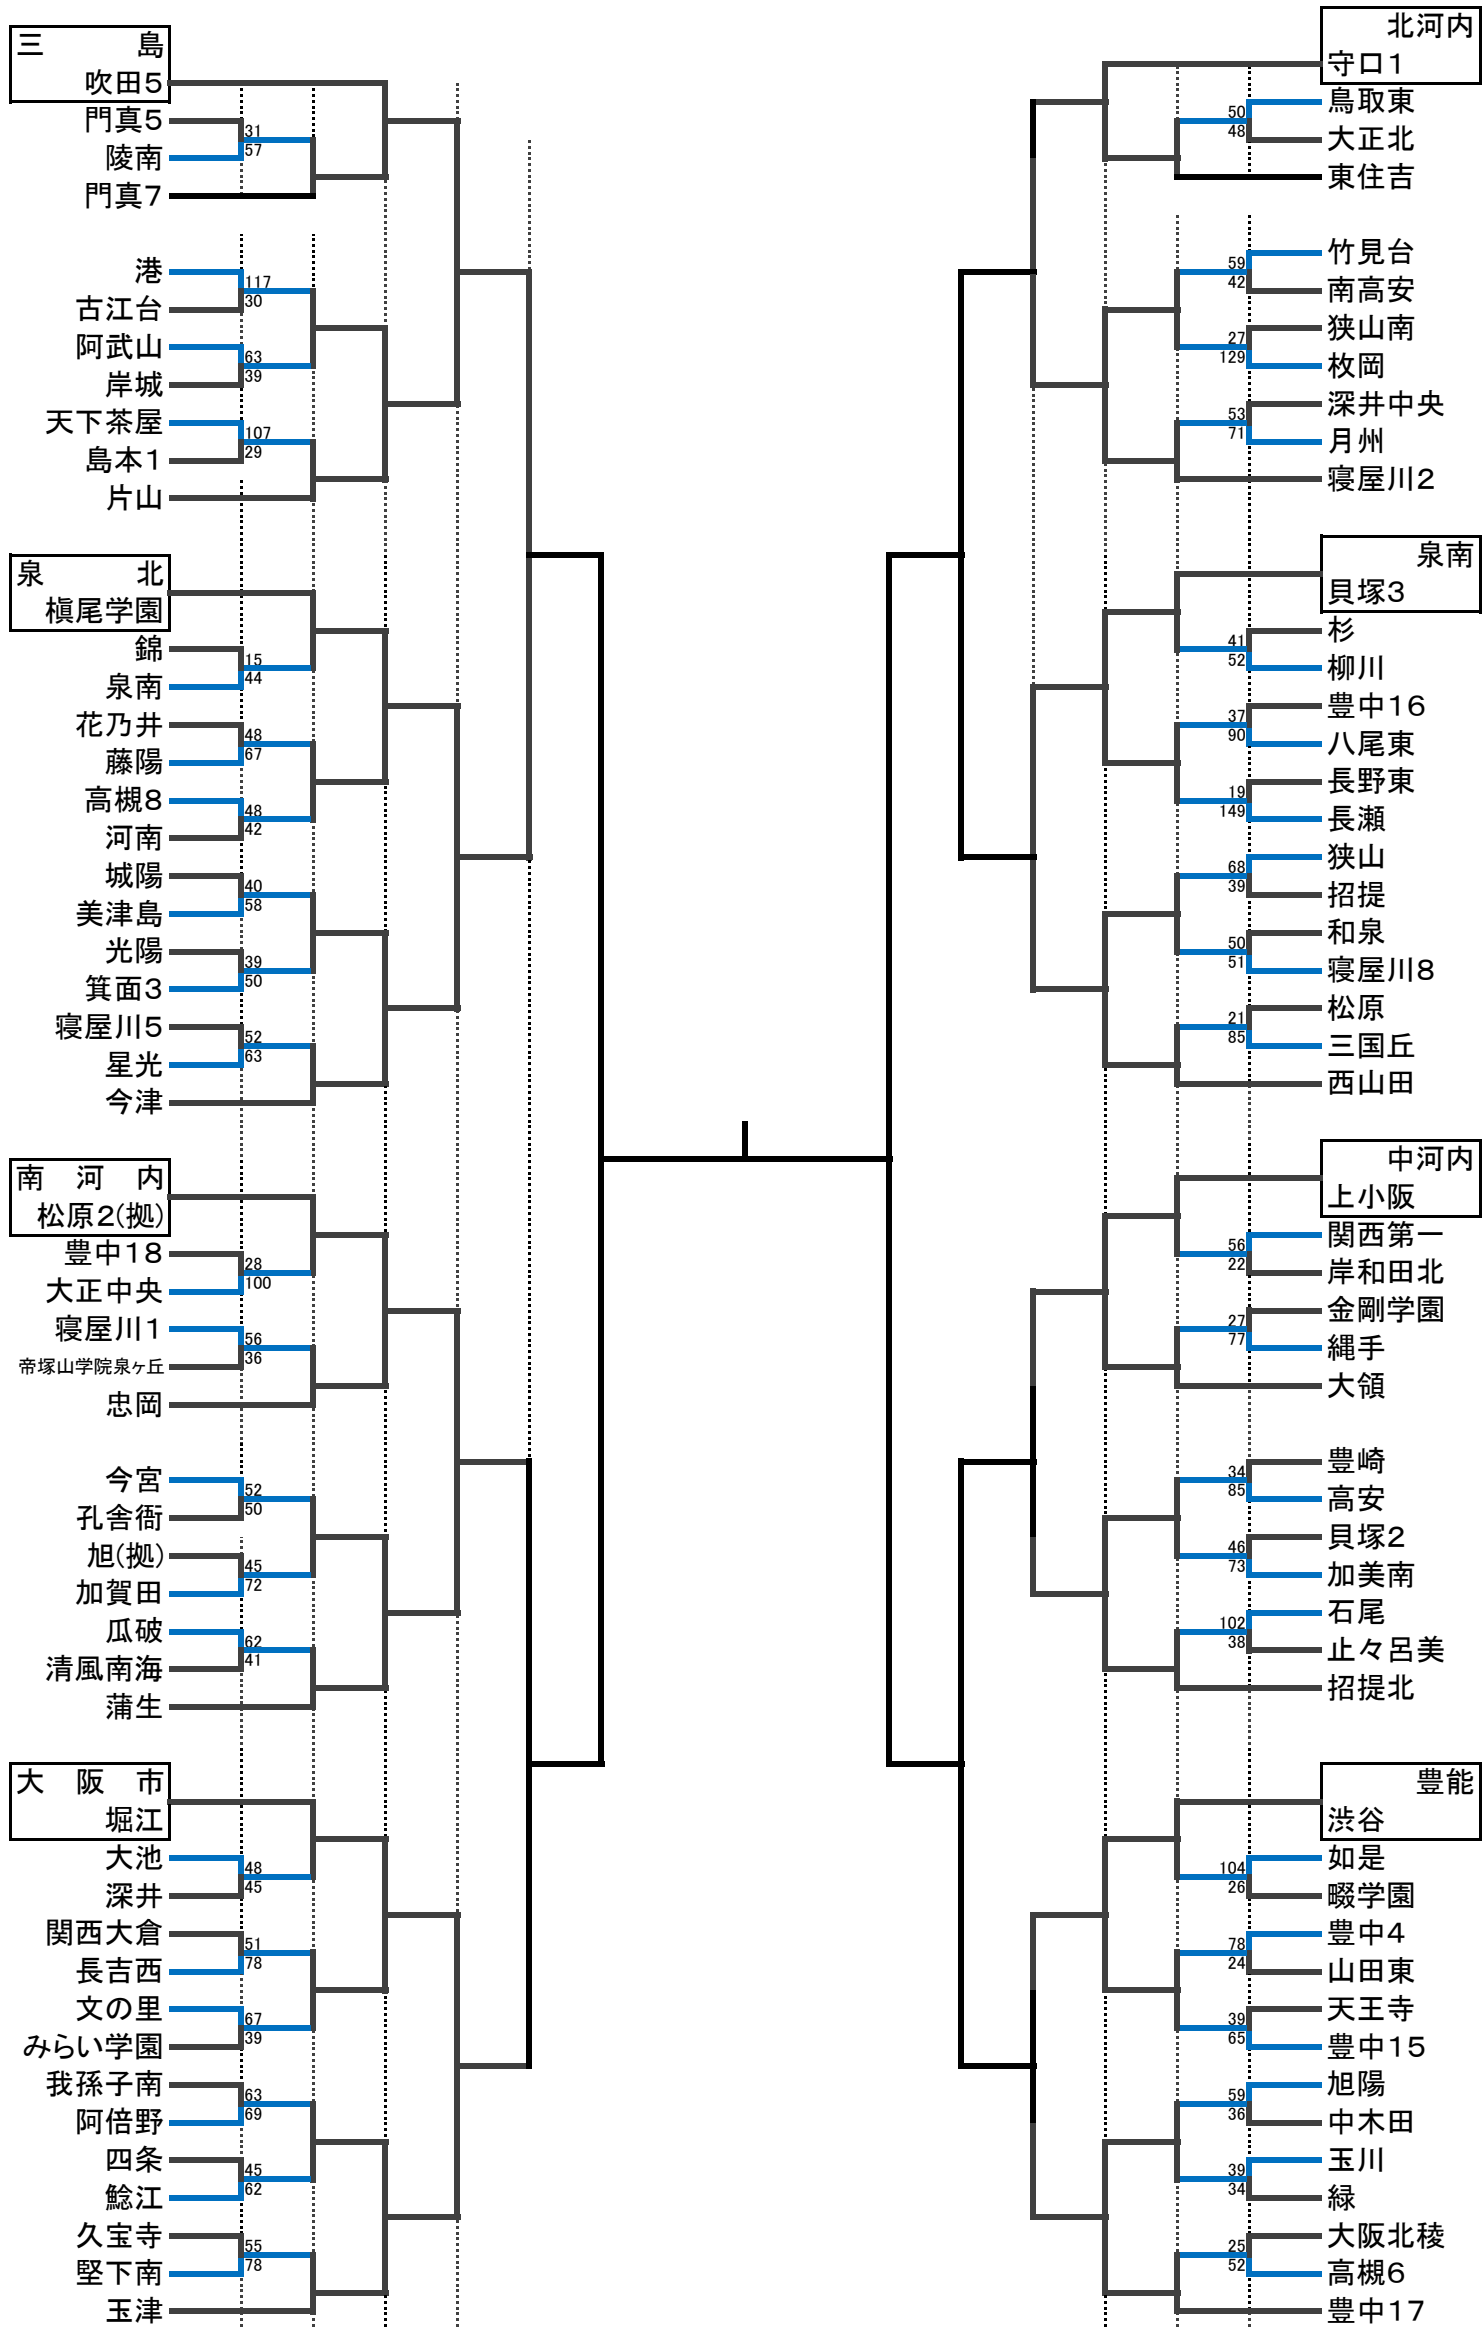 三　島
吹田5
門真5
31
57
陵南
門真7
港
117
30
古江台
阿武山
63
39
岸城
天下茶屋
107
29
島本1
片山
泉　北
槇尾学園
錦
15
44
泉南
花乃井
48
67
藤陽
高槻8
48
42
河南
城陽
40
58
美津島
光陽
39
50
箕面3
寝屋川5
52
63
星光
今津
南　河　内
松原2(拠)
豊中18
28
100
大正中央
寝屋川1
56
36
帝塚山学院泉ヶ丘
忠岡
今宮
52
50
孔舎衙
旭(拠)
45
72
加賀田
瓜破
62
41
清風南海
蒲生
大　阪　市
堀江
大池
48
45
深井
関西大倉
51
78
長吉西
文の里
67
39
みらい学園
我孫子南
63
69
阿倍野
四条
45
62
鯰江
久宝寺
55
78
堅下南
玉津
北河内
守口1
鳥取東
50
48
大正北
東住吉
竹見台
59
42
南高安
狭山南
27
129
枚岡
深井中央
53
71
月州
寝屋川2
泉南
貝塚3
杉
41
52
柳川
豊中16
37
90
八尾東
長野東
19
149
長瀬
狭山
68
39
招提
和泉
50
51
寝屋川8
松原
21
85
三国丘
西山田
中河内
上小阪
関西第一
56
22
岸和田北
金剛学園
27
77
縄手
大領
豊崎
34
85
高安
貝塚2
46
73
加美南
石尾
102
38
止々呂美
招提北
豊能
渋谷
如是
104
26
畷学園
豊中4
78
24
山田東
天王寺
39
65
豊中15
旭陽
59
36
中木田
玉川
39
34
緑
大阪北稜
25
52
高槻6
豊中17